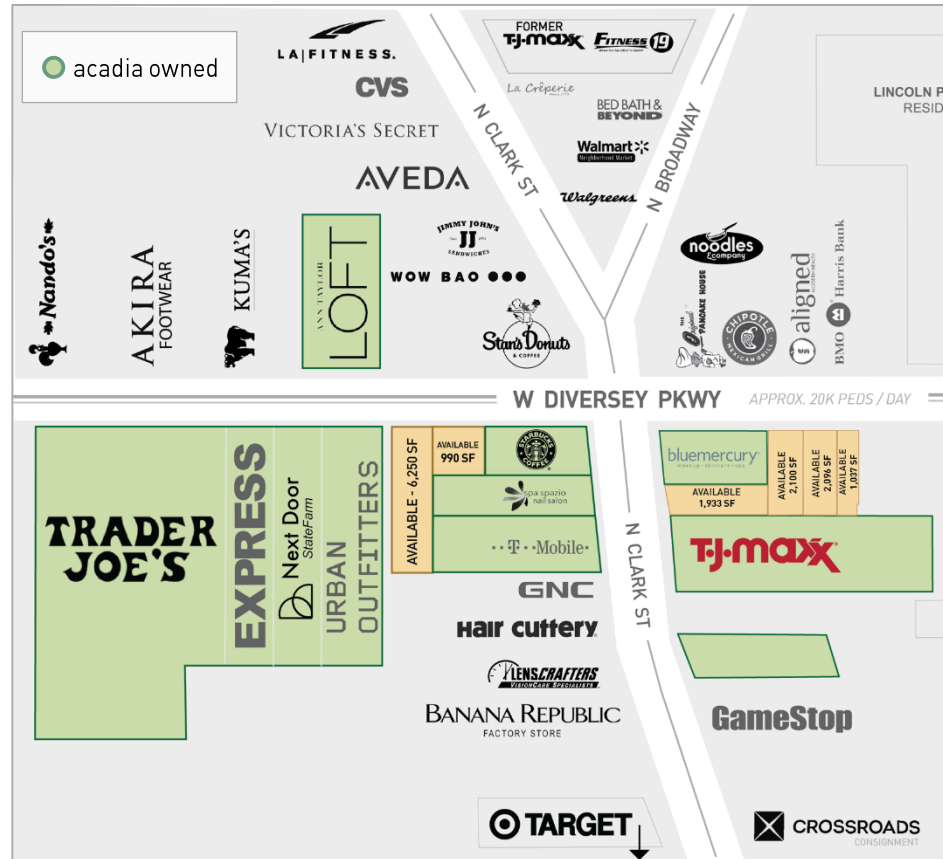 acadia owned
LA|FITNESS.
CVS
VICTORIA'S SECRET
AVEDA
FORMER
T·J·maxx
FITNESS 19
La Crêperie
BED BATH &
BEYOND
Walmart
Neighborhood Market
Walgreens
N CLARK ST
N BROADWAY
LINCOLN P
RESID
Nando's
AKIRA
FOOTWEAR
KUMA'S
ANN TAYLOR
LOFT
JIMMY JOHN'S
JJ
SANDWICHES
WOW BAO
Stan's Donuts
& COFFEE
noodles
& company
THE
Original
PANCAKE HOUSE
CHIPOTLE
MEXICAN GRILL
aligned
BMO Harris Bank
W DIVERSEY PKWY
APPROX. 20K PEDS / DAY
TRADER
JOE'S
EXPRESS
Next Door
StateFarm
URBAN
OUTFITTERS
AVAILABLE - 6,250 SF
AVAILABLE
990 SF
STARBUCKS
COFFEE
spa spazio
nail salon
T··Mobile·
GNC
Hair Cuttery
LENSCRAFTERS
VISIONCARE SPECIALISTS
BANANA REPUBLIC
FACTORY STORE
N CLARK ST
bluemercury
makeup·skincare·spa
AVAILABLE
1,933 SF
AVAILABLE
2,100 SF
AVAILABLE
2,096 SF
AVAILABLE
1,037 SF
T·J·maxx
GameStop
TARGET
CROSSROADS
CONSIGNMENT